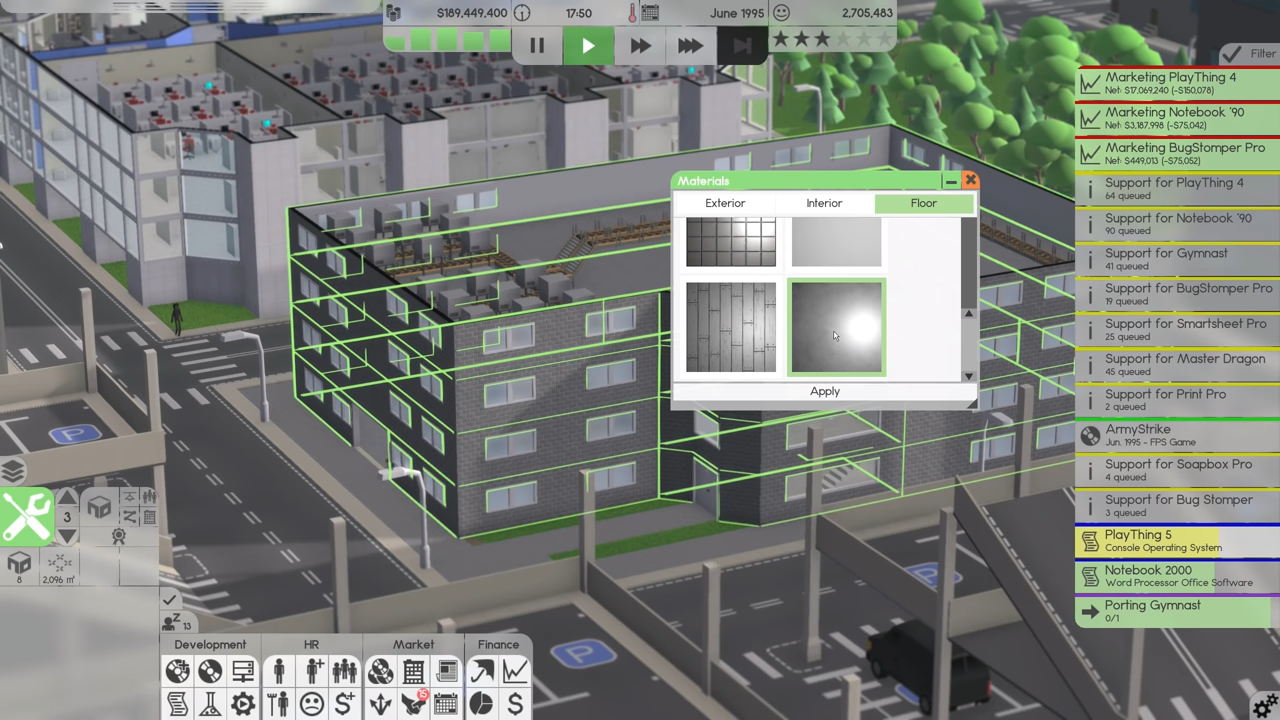 $189,449,400
17:50
June 1995
2,705,483
Filter
Marketing PlayThing 4
Net: $17,069,240 (-$150,078)
Marketing Notebook '90
Net: $3,187,998 (-$75,042)
Marketing BugStomper Pro
Net: $449,013 (-$75,052)
Support for PlayThing 4
64 queued
Support for Notebook '90
90 queued
Support for Gymnast
41 queued
Support for BugStomper Pro
19 queued
Support for Smartsheet Pro
25 queued
Support for Master Dragon
45 queued
Support for Print Pro
2 queued
ArmyStrike
Jun. 1995 - FPS Game
Support for Soapbox Pro
4 queued
Support for Bug Stomper
3 queued
PlayThing 5
Console Operating System
Notebook 2000
Word Processor Office Software
Porting Gymnast
0/1
Materials
Exterior
Interior
Floor
Apply
P
P
P
3
8
2,096 m²
Z
13
Development
HR
Market
Finance
15